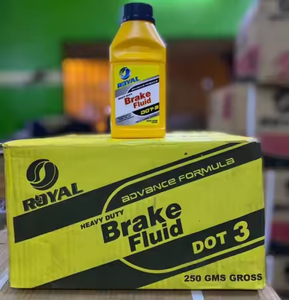 ROYAL
Brake
Fluid
DOT-3
ROYAL
ADVANCE FORMULA
HEAVY DUTY
Brake
Fluid
DOT 3
250 GMS GROSS